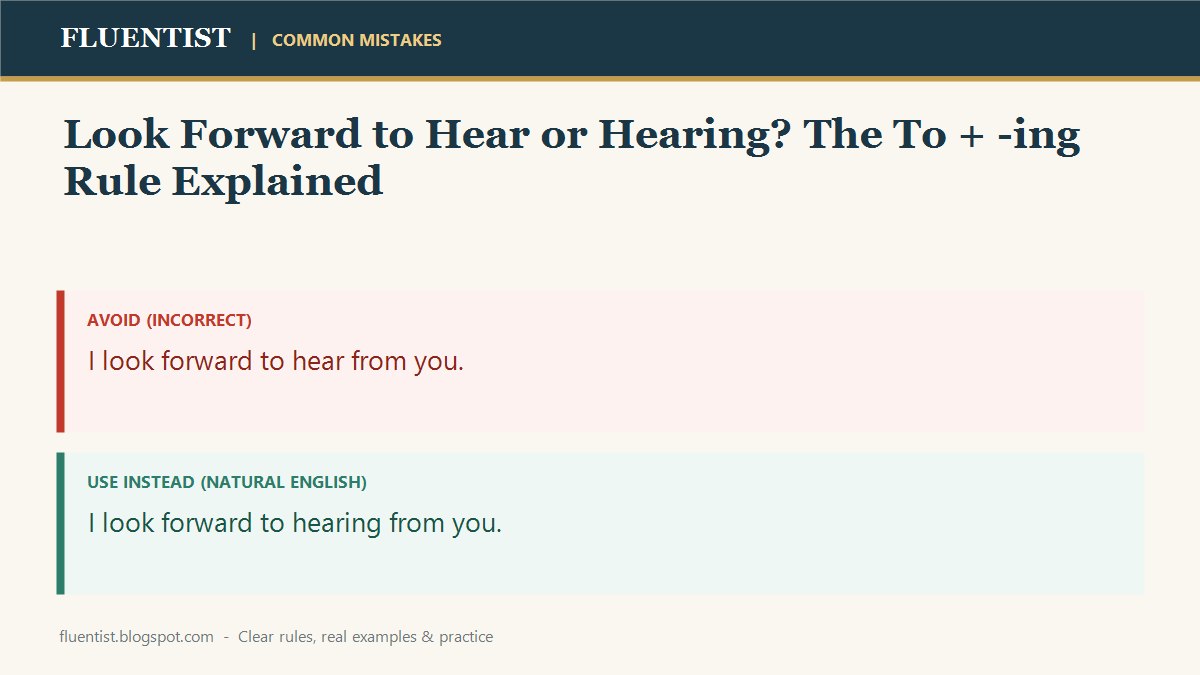 FLUENTIST | COMMON MISTAKES
Look Forward to Hear or Hearing? The To + -ing
Rule Explained
AVOID (INCORRECT)
I look forward to hear from you.
USE INSTEAD (NATURAL ENGLISH)
I look forward to hearing from you.
fluentist.blogspot.com - Clear rules, real examples & practice